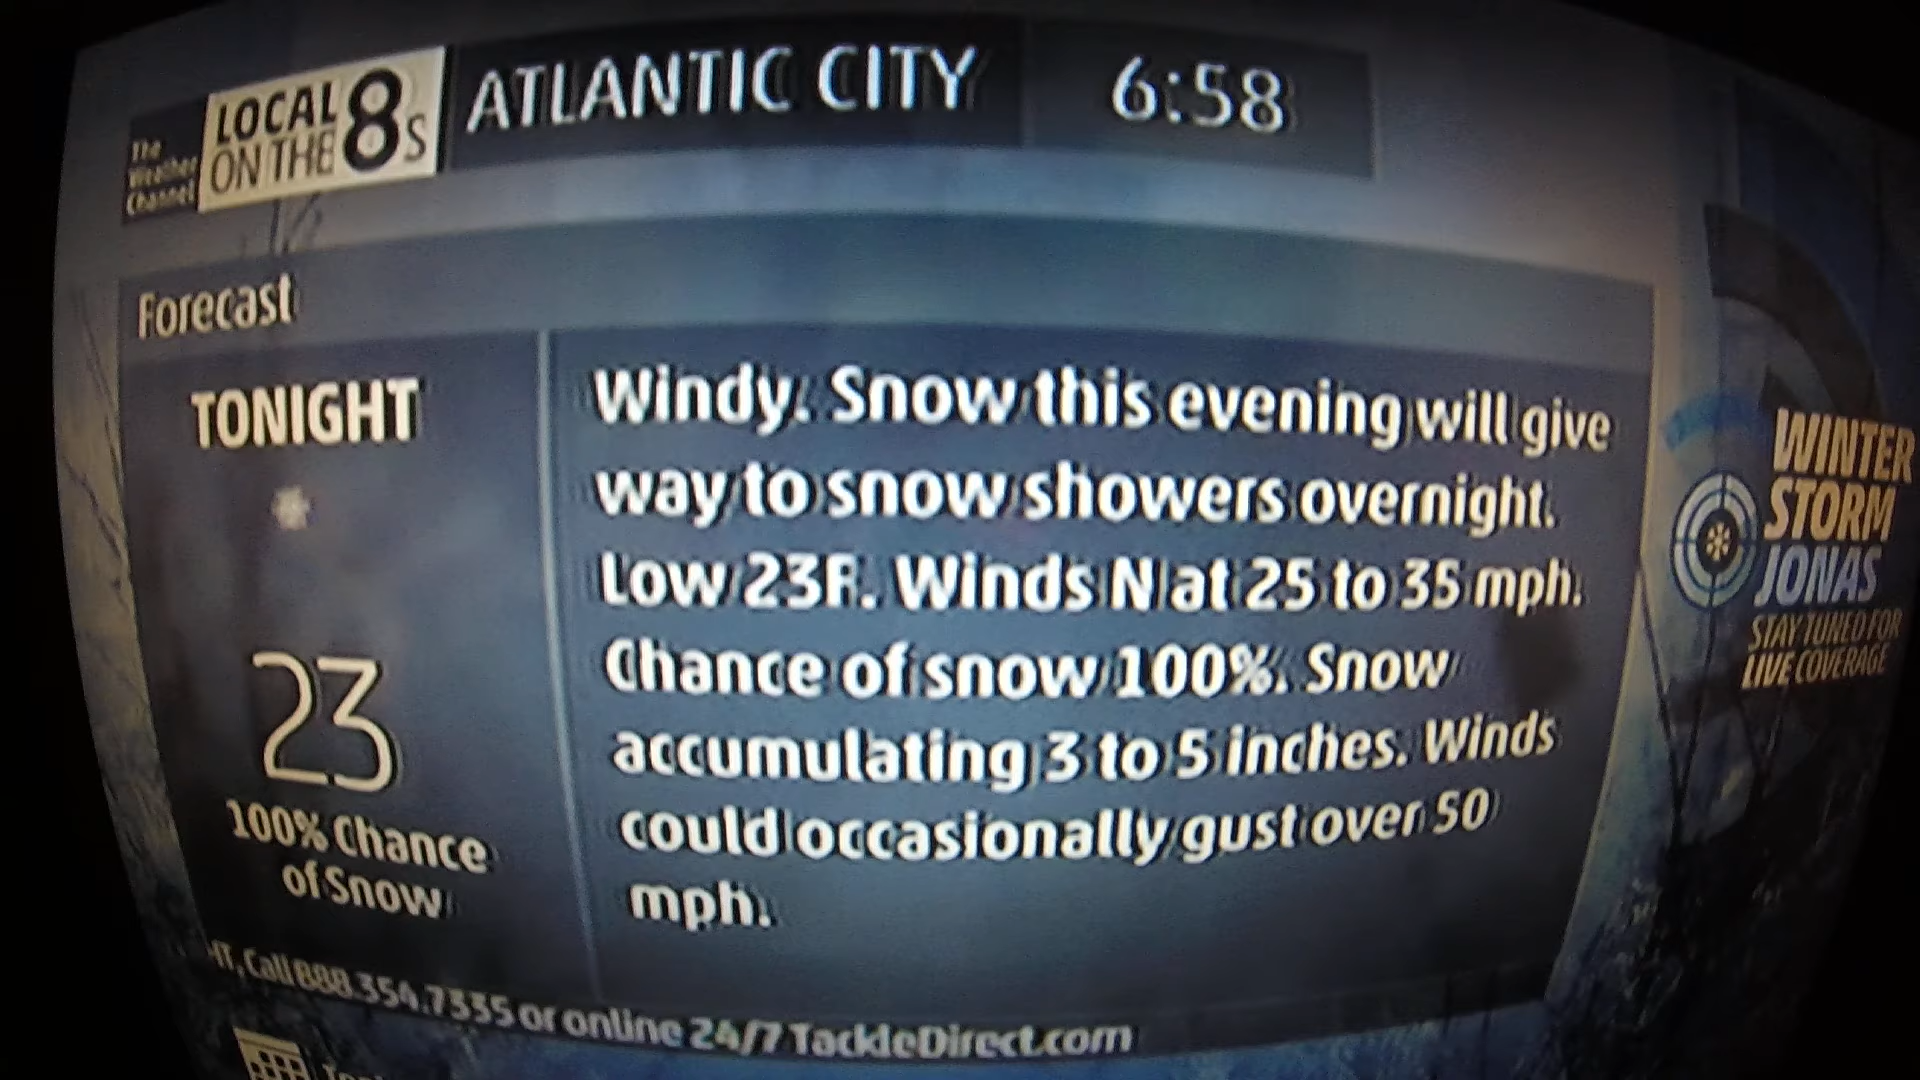 The
Weather
Channel
LOCAL
ON THE
8s
ATLANTIC CITY
6:58
Forecast
TONIGHT
23
100% Chance
of Snow
Windy. Snow this evening will give
way to snow showers overnight.
Low 23F. Winds N at 25 to 35 mph.
Chance of snow 100%. Snow
accumulating 3 to 5 inches. Winds
could occasionally gust over 50
mph.
WINTER
STORM
JONAS
STAY TUNED FOR
LIVE COVERAGE
Call 888.354.7335 or online 24/7 TackleDirect.com